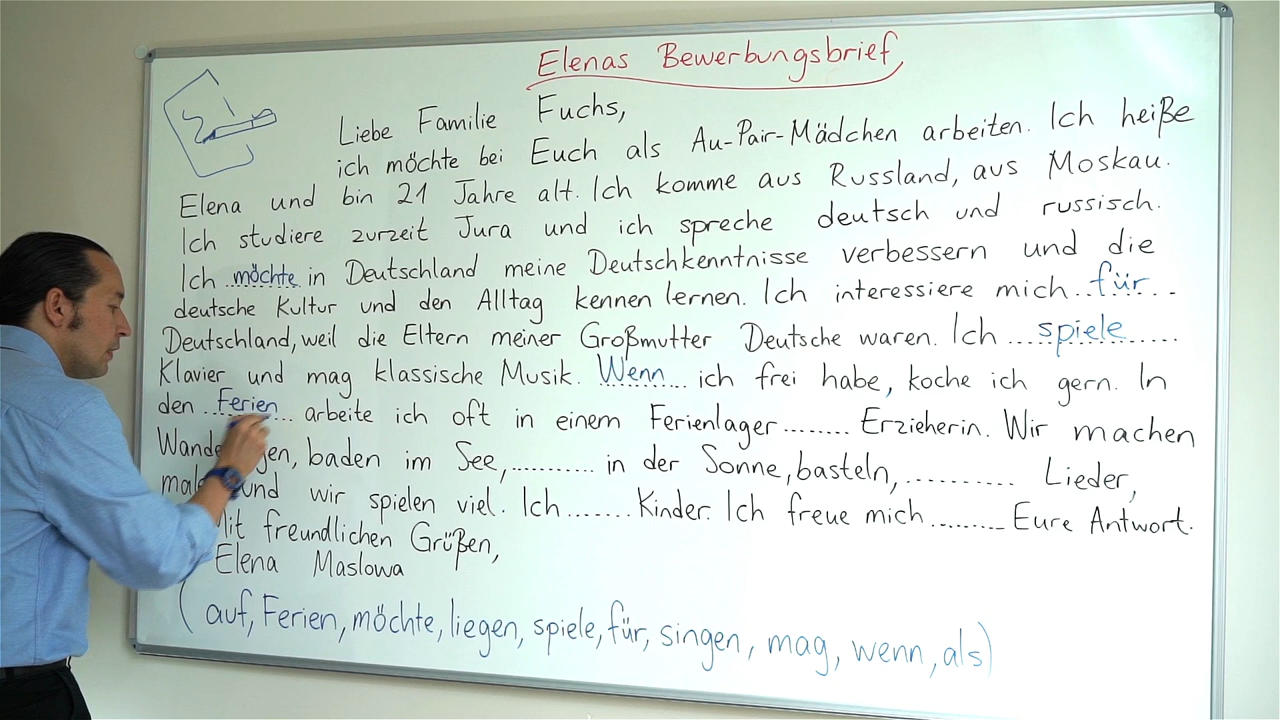 Elenas Bewerbungsbrief
Liebe Familie Fuchs,
ich möchte bei Euch als Au-Pair-Mädchen arbeiten. Ich heiße
Elena und bin 21 Jahre alt. Ich komme aus Russland, aus Moskau.
Ich studiere zurzeit Jura und ich spreche deutsch und russisch.
Ich ..möchte.. in Deutschland meine Deutschkenntnisse verbessern und die
deutsche Kultur und den Alltag kennen lernen. Ich interessiere mich ..für...
Deutschland, weil die Eltern meiner Großmutter Deutsche waren. Ich ...spiele.....
Klavier und mag klassische Musik. Wenn... ich frei habe, koche ich gern. In
den ..Ferien.. arbeite ich oft in einem Ferienlager ........ Erzieherin. Wir machen
baden im See, .......... in der Sonne, basteln, .......... Lieder,
und wir spielen viel. Ich ....... Kinder. Ich freue mich ......... Eure Antwort.
Mit freundlichen Grüßen,
Elena Maslowa
(auf, Ferien, möchte, liegen, spiele, für, singen, mag, wenn, als)